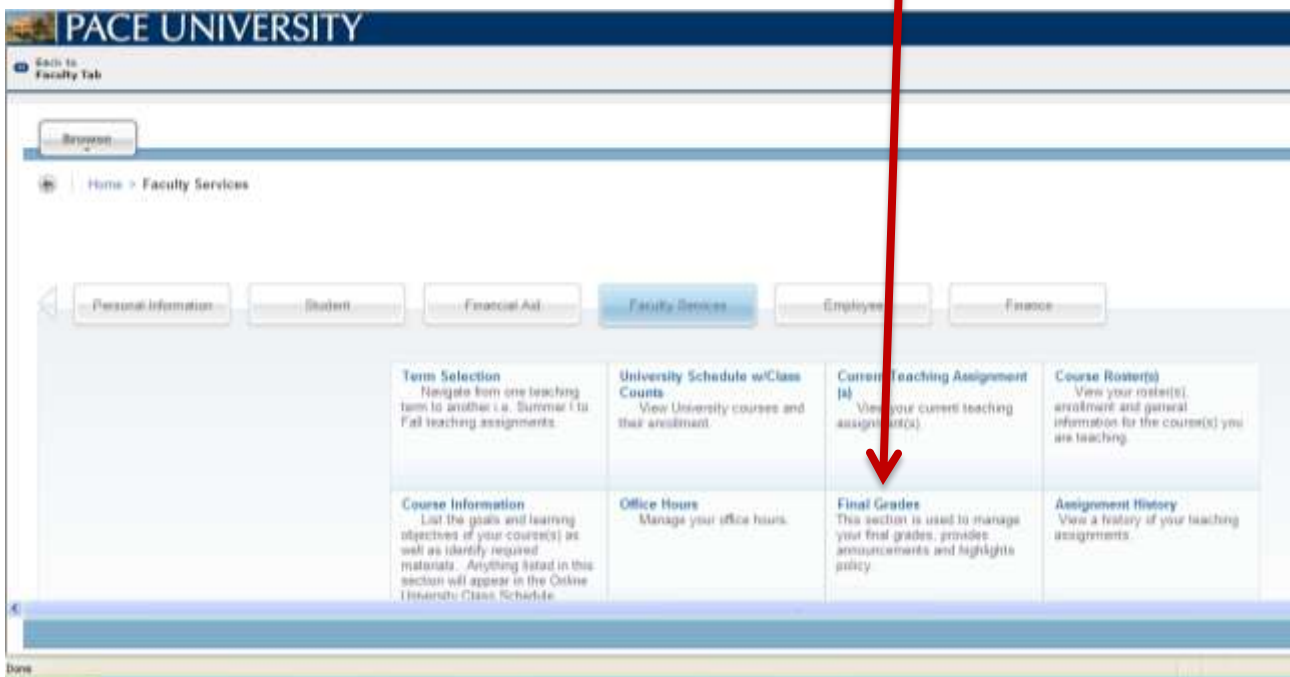 PACE UNIVERSITY
Back to
Faculty Tab
Browse
Home > Faculty Services
Personal Information
Student
Financial Aid
Faculty Services
Employee
Finance
Term Selection
Navigate from one teaching
term to another i.e. Summer I to
Fall teaching assignments.
University Schedule w/Class
Counts
View University courses and
their enrollment.
Current Teaching Assignment
(s)
View your current teaching
assignment(s).
Course Roster(s)
View your roster(s),
enrollment and general
information for the course(s) you
are teaching.
Course Information
List the goals and learning
objectives of your course(s) as
well as identify required
materials. Anything listed in this
section will appear in the Online
University Class Schedule
Office Hours
Manage your office hours.
Final Grades
This section is used to manage
your final grades, provides
announcements and highlights
policy.
Assignment History
View a history of your teaching
assignments.
Done